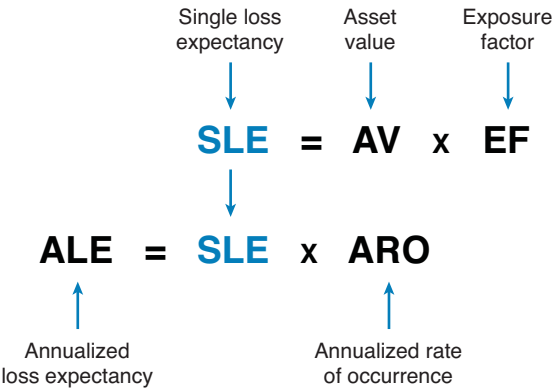 Single loss expectancy
Asset value
Exposure factor
SLE = AV x EF
ALE = SLE x ARO
Annualized loss expectancy
Annualized rate of occurrence